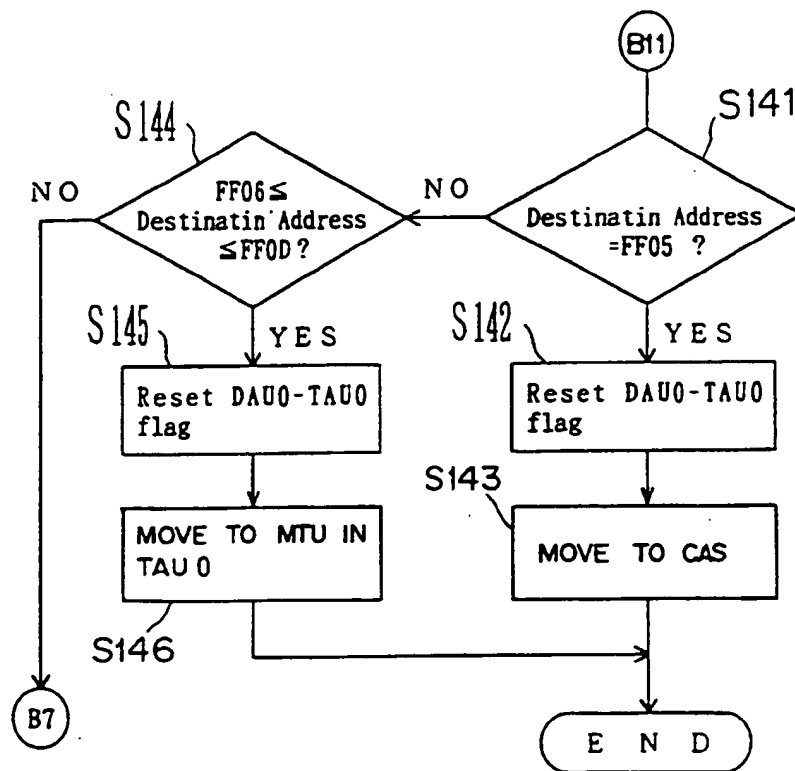 B11
S141
Destinatin Address
=FF05 ?
NO
YES
S144
FF06≤
Destinatin Address
≤FF0D?
NO
YES
S142
Reset DAU0-TAU0
flag
S143
MOVE TO CAS
S145
Reset DAU0-TAU0
flag
MOVE TO MTU IN
TAU 0
S146
B7
E N D